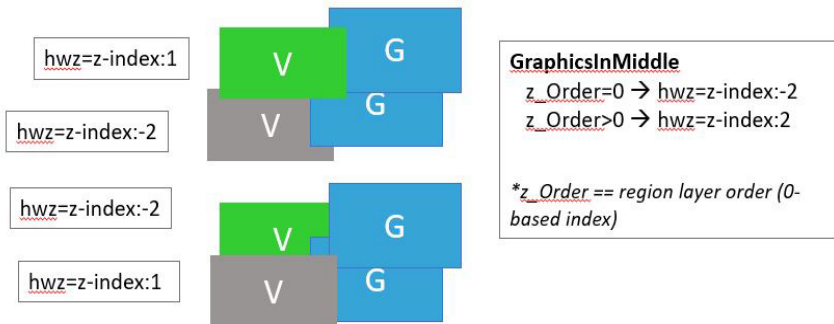 hwz=z-index:1
V
G
hwz=z-index:-2
V
G
hwz=z-index:-2
V
G
hwz=z-index:1
V
G
GraphicsInMiddle
z_Order=0 → hwz=z-index:-2
z_Order>0 → hwz=z-index:2
*z_Order == region layer order (0-
based index)